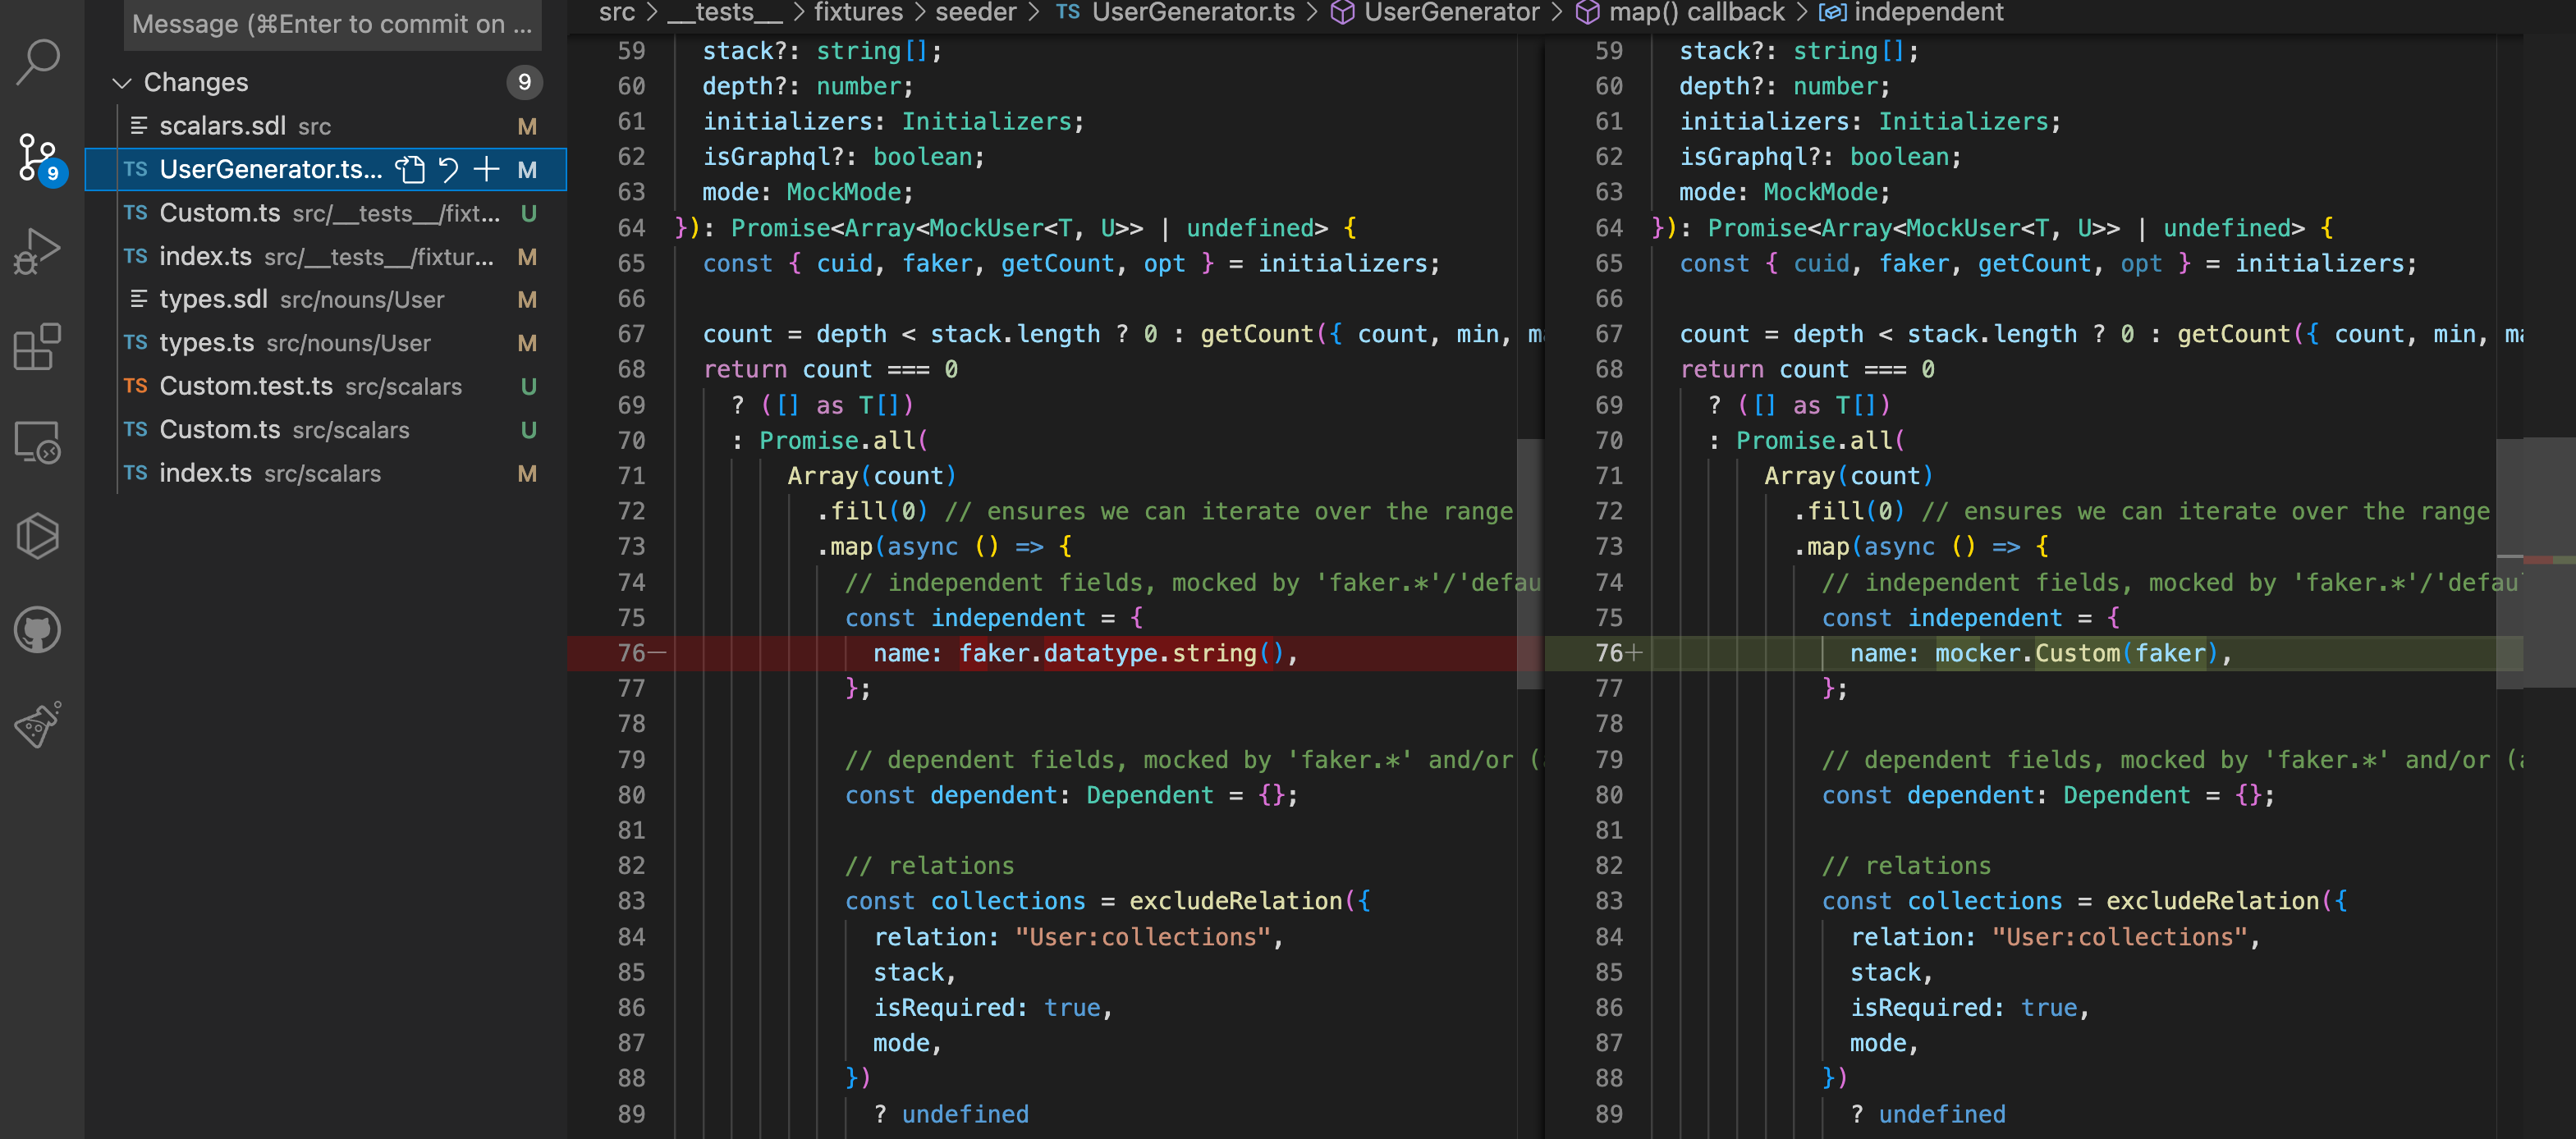 Message (⌘Enter to commit on ...
Changes 9
scalars.sdl src M
9
TS UserGenerator.ts... M
TS Custom.ts src/__tests__/fixt... U
TS index.ts src/__tests__/fixtur... M
types.sdl src/nouns/User M
TS types.ts src/nouns/User M
TS Custom.test.ts src/scalars U
TS Custom.ts src/scalars U
TS index.ts src/scalars M
src > __tests__ > fixtures > seeder > TS UserGenerator.ts > UserGenerator > map() callback > independent
59 stack?: string[];
60 depth?: number;
61 initializers: Initializers;
62 isGraphql?: boolean;
63 mode: MockMode;
64 }): Promise<Array<MockUser<T, U>> | undefined> {
65 const { cuid, faker, getCount, opt } = initializers;
66
67 count = depth < stack.length ? 0 : getCount({ count, min,
68 return count === 0
69 ? ([] as T[])
70 : Promise.all(
71 Array(count)
72 .fill(0) // ensures we can iterate over the range
73 .map(async () => {
74 // independent fields, mocked by 'faker.*'/'defau
75 const independent = {
76— name: faker.datatype.string(),
77 };
78
79 // dependent fields, mocked by 'faker.*' and/or (
80 const dependent: Dependent = {};
81
82 // relations
83 const collections = excludeRelation({
84 relation: "User:collections",
85 stack,
86 isRequired: true,
87 mode,
88 })
89 ? undefined
59 stack?: string[];
60 depth?: number;
61 initializers: Initializers;
62 isGraphql?: boolean;
63 mode: MockMode;
64 }): Promise<Array<MockUser<T, U>> | undefined> {
65 const { cuid, faker, getCount, opt } = initializers;
66
67 count = depth < stack.length ? 0 : getCount({ count, min,
68 return count === 0
69 ? ([] as T[])
70 : Promise.all(
71 Array(count)
72 .fill(0) // ensures we can iterate over the range
73 .map(async () => {
74 // independent fields, mocked by 'faker.*'/'defau
75 const independent = {
76+ name: mocker.Custom(faker),
77 };
78
79 // dependent fields, mocked by 'faker.*' and/or (
80 const dependent: Dependent = {};
81
82 // relations
83 const collections = excludeRelation({
84 relation: "User:collections",
85 stack,
86 isRequired: true,
87 mode,
88 })
89 ? undefined